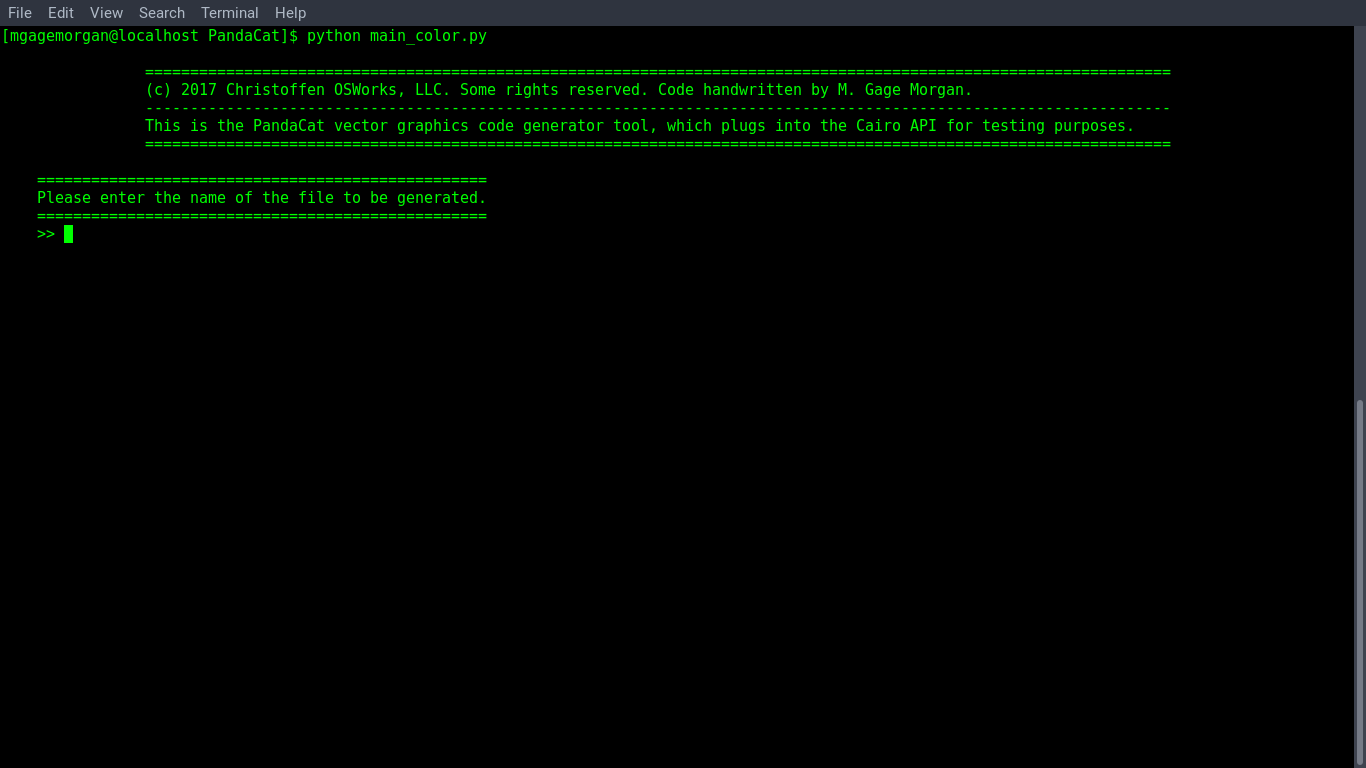 File Edit View Search Terminal Help
[mgagemorgan@localhost PandaCat]$ python main_color.py
==================================================================================================================
(c) 2017 Christoffen OSWorks, LLC. Some rights reserved. Code handwritten by M. Gage Morgan.
------------------------------------------------------------------------------------------------------------------
This is the PandaCat vector graphics code generator tool, which plugs into the Cairo API for testing purposes.
==================================================================================================================
==================================================
Please enter the name of the file to be generated.
==================================================
>>